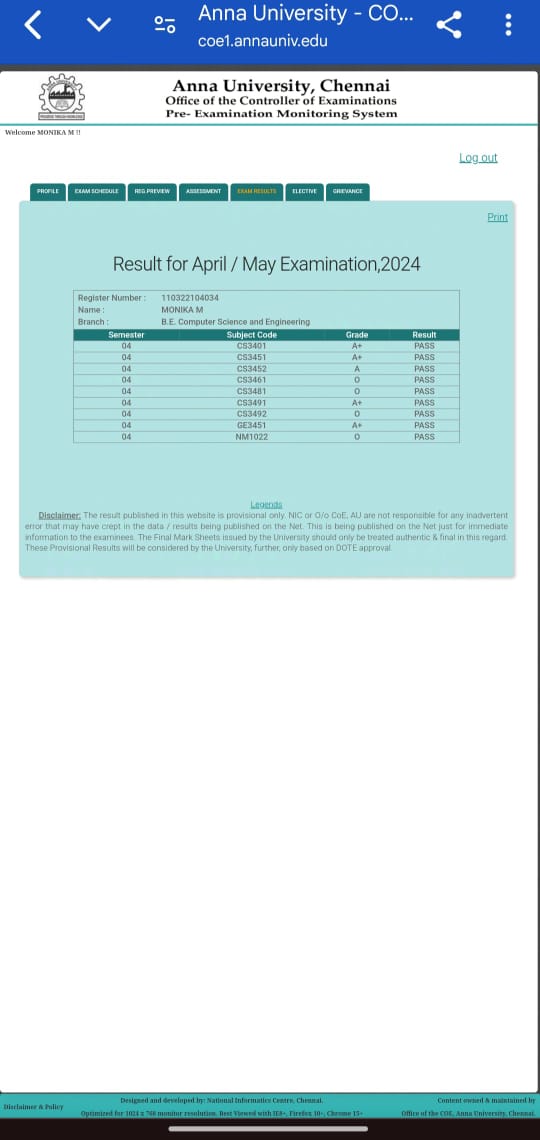 Anna University - CO...
coe1.annauniv.edu
Anna University, Chennai
Office of the Controller of Examinations
Pre- Examination Monitoring System
Welcome MONIKA M !!
Log out
PROFILE EXAM SCHEDULE REG.PREVIEW ASSESSMENT EXAM RESULTS ELECTIVE GRIEVANCE
Print
Result for April / May Examination,2024
Register Number : 110322104034
Name : MONIKA M
Branch : B.E. Computer Science and Engineering
Semester Subject Code Grade Result
04 CS3401 A+ PASS
04 CS3451 A+ PASS
04 CS3452 A PASS
04 CS3461 O PASS
04 CS3481 O PASS
04 CS3491 A+ PASS
04 CS3492 O PASS
04 GE3451 A+ PASS
04 NM1022 O PASS
Legends
Disclaimer: The result published in this website is provisional only. NIC or O/o CoE, AU are not responsible for any inadvertent
error that may have crept in the data / results being published on the Net. This is being published on the Net just for immediate
information to the examinees. The Final Mark Sheets issued by the University should only be treated authentic & final in this regard.
These Provisional Results will be considered by the University, further, only based on DOTE approval.
Disclaimer & Policy
Designed and developed by: National Informatics Centre, Chennai.
Optimized for 1024 x 768 monitor resolution. Best Viewed with IE8+, Firefox 10+, Chrome 15+
Content owned & maintained by
Office of the COE, Anna University, Chennai.